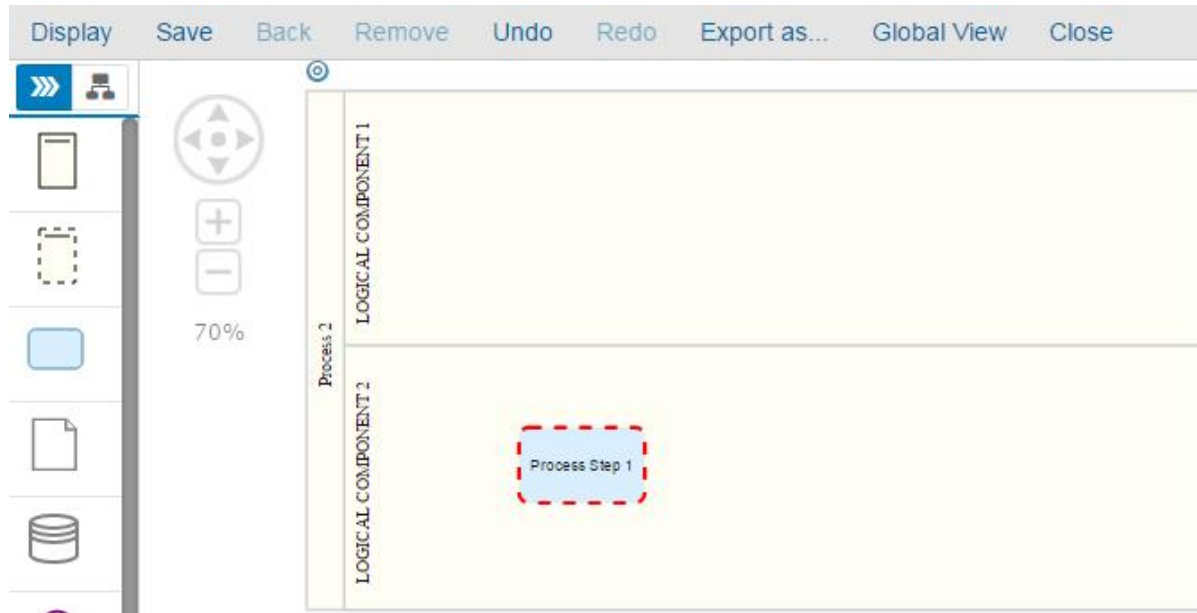 Display Save Back Remove Undo Redo Export as... Global View Close
70%
Process 2
LOGICAL COMPONENT 1
LOGICAL COMPONENT 2
Process Step 1